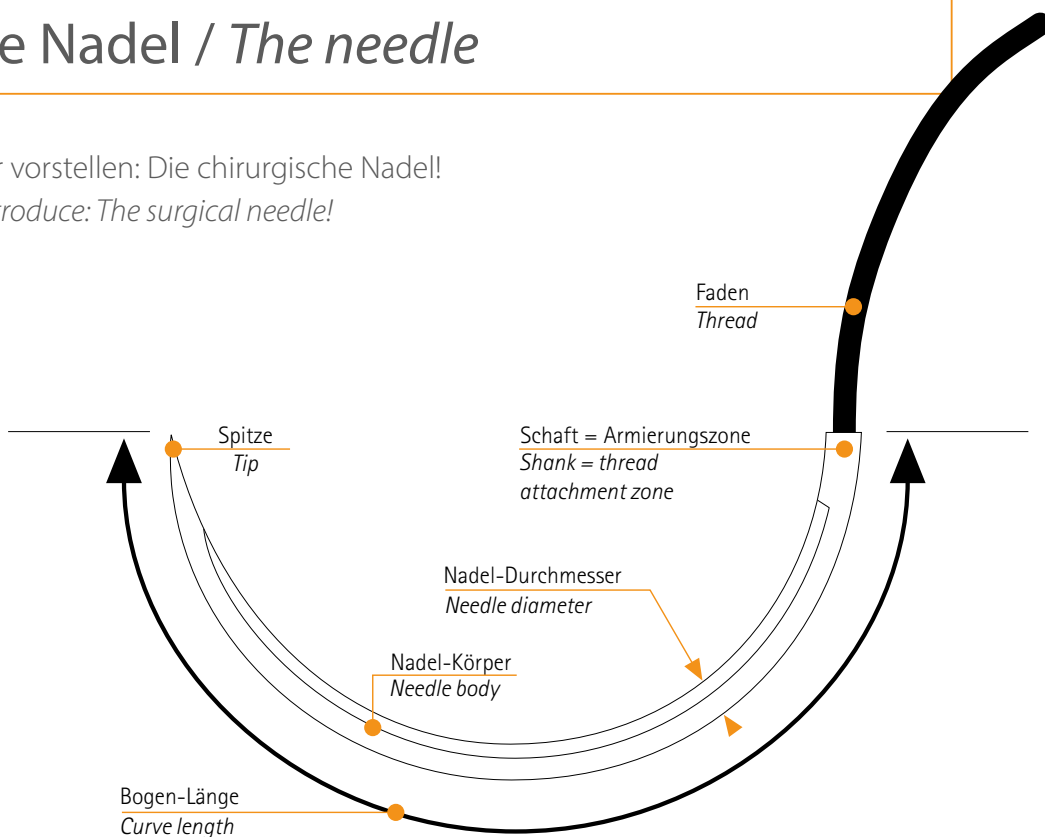 e Nadel / The needle
r vorstellen: Die chirurgische Nadel!
troduce: The surgical needle!
Faden
Thread
Spitze
Tip
Schaft = Armierungszone
Shank = thread
attachment zone
Nadel-Durchmesser
Needle diameter
Nadel-Körper
Needle body
Bogen-Länge
Curve length